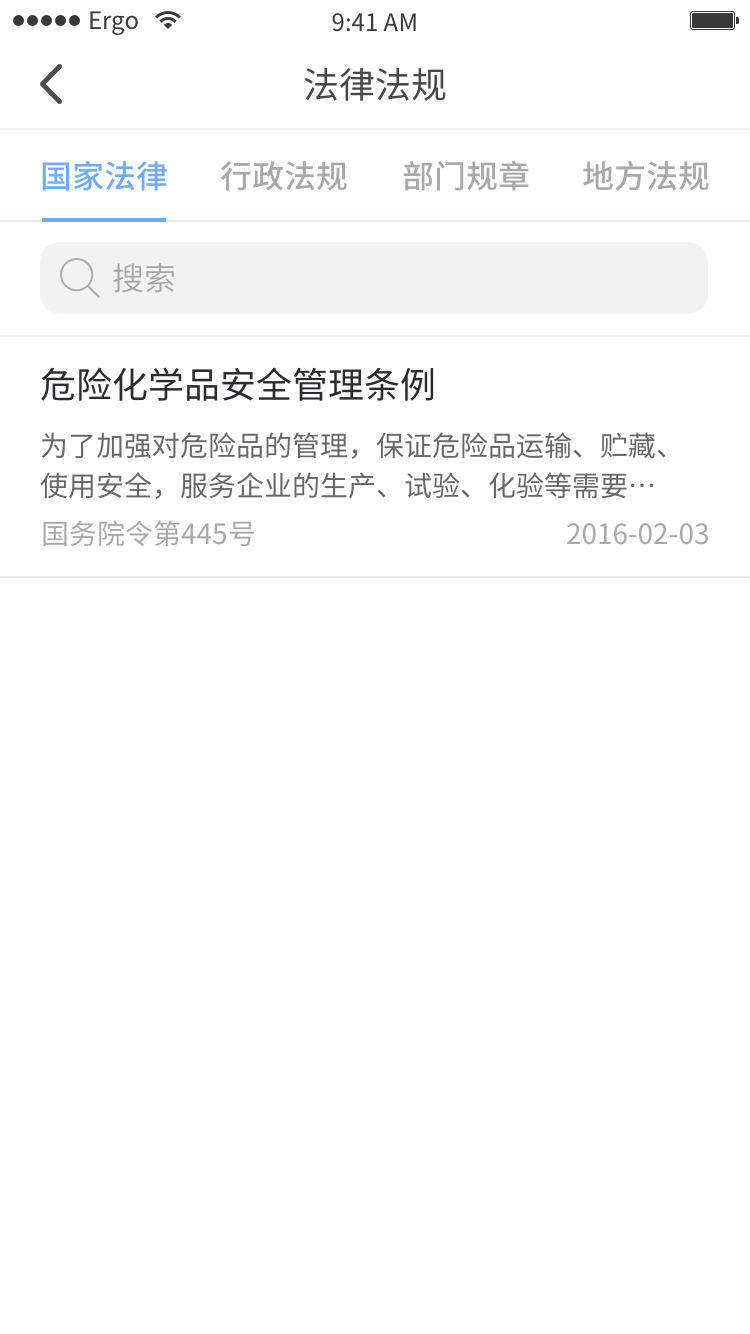 Ergo 9:41 AM
法律法规
国家法律 行政法规 部门规章 地方法规
搜索
危险化学品安全管理条例
为了加强对危险品的管理，保证危险品运输、贮藏、
使用安全，服务企业的生产、试验、化验等需要…
国务院令第445号 2016-02-03